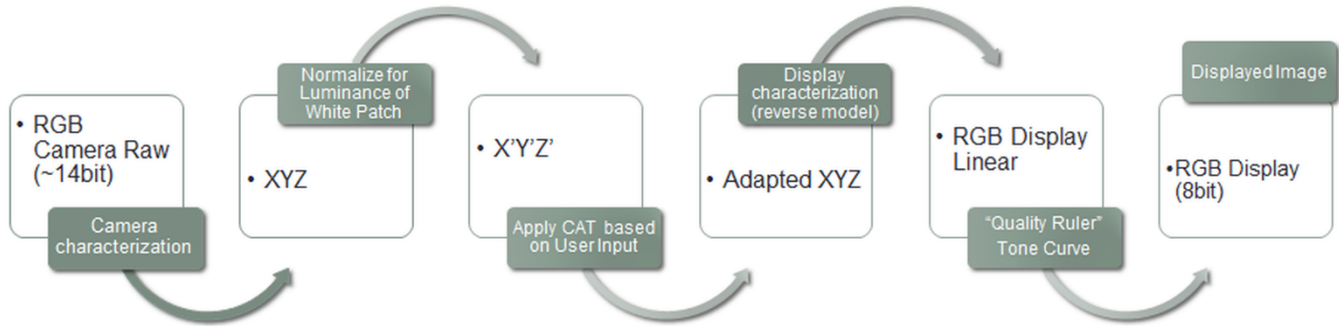 • RGB
Camera Raw
(~14bit)
Camera
characterization
• XYZ
Normalize for
Luminance of
White Patch
• X'Y'Z'
Apply CAT based
on User Input
• Adapted XYZ
Display
characterization
(reverse model)
• RGB Display
Linear
“Quality Ruler”
Tone Curve
•RGB Display
(8bit)
Displayed Image